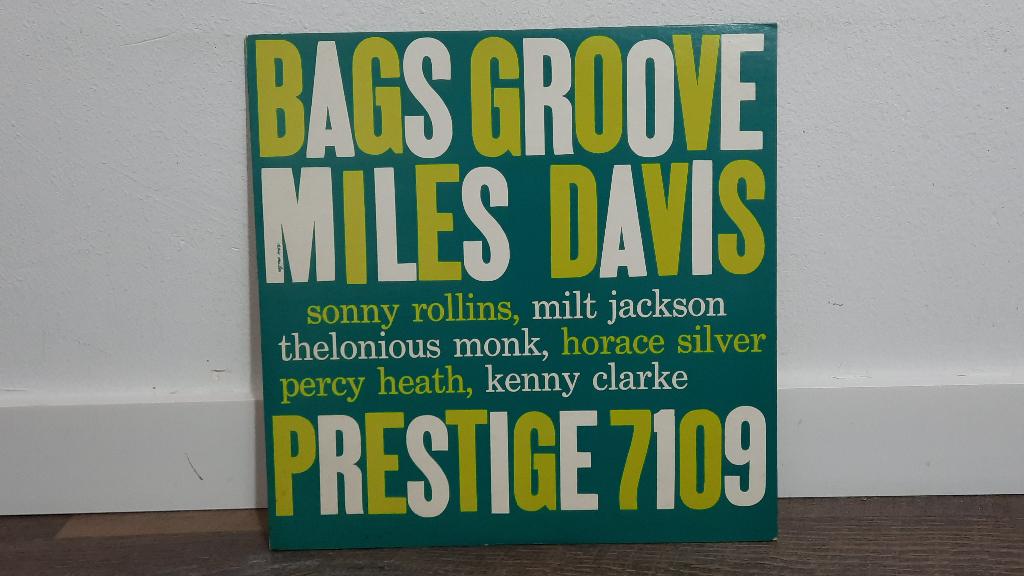 BAGS GROOVE
MILES DAVIS
sonny rollins, milt jackson
thelonious monk, horace silver
percy heath, kenny clarke
PRESTIGE 7109